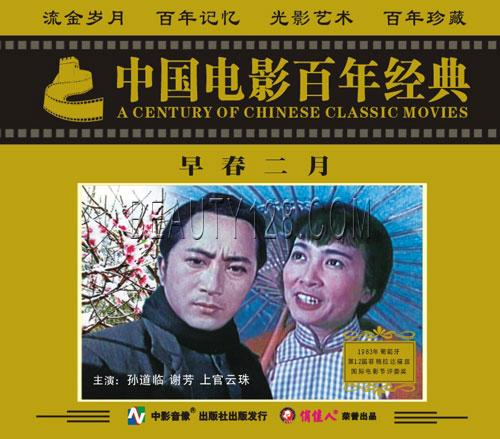 流金岁月 百年记忆 光影艺术 百年珍藏
中国电影百年经典
A CENTURY OF CHINESE CLASSIC MOVIES
早春二月
BEAUTY128.COM
1983年葡萄牙
第12届菲格拉达福兹
国际电影节评委奖
主演：孙道临 谢芳 上官云珠
中影音像®出版社出版发行
俏佳人®荣誉出品